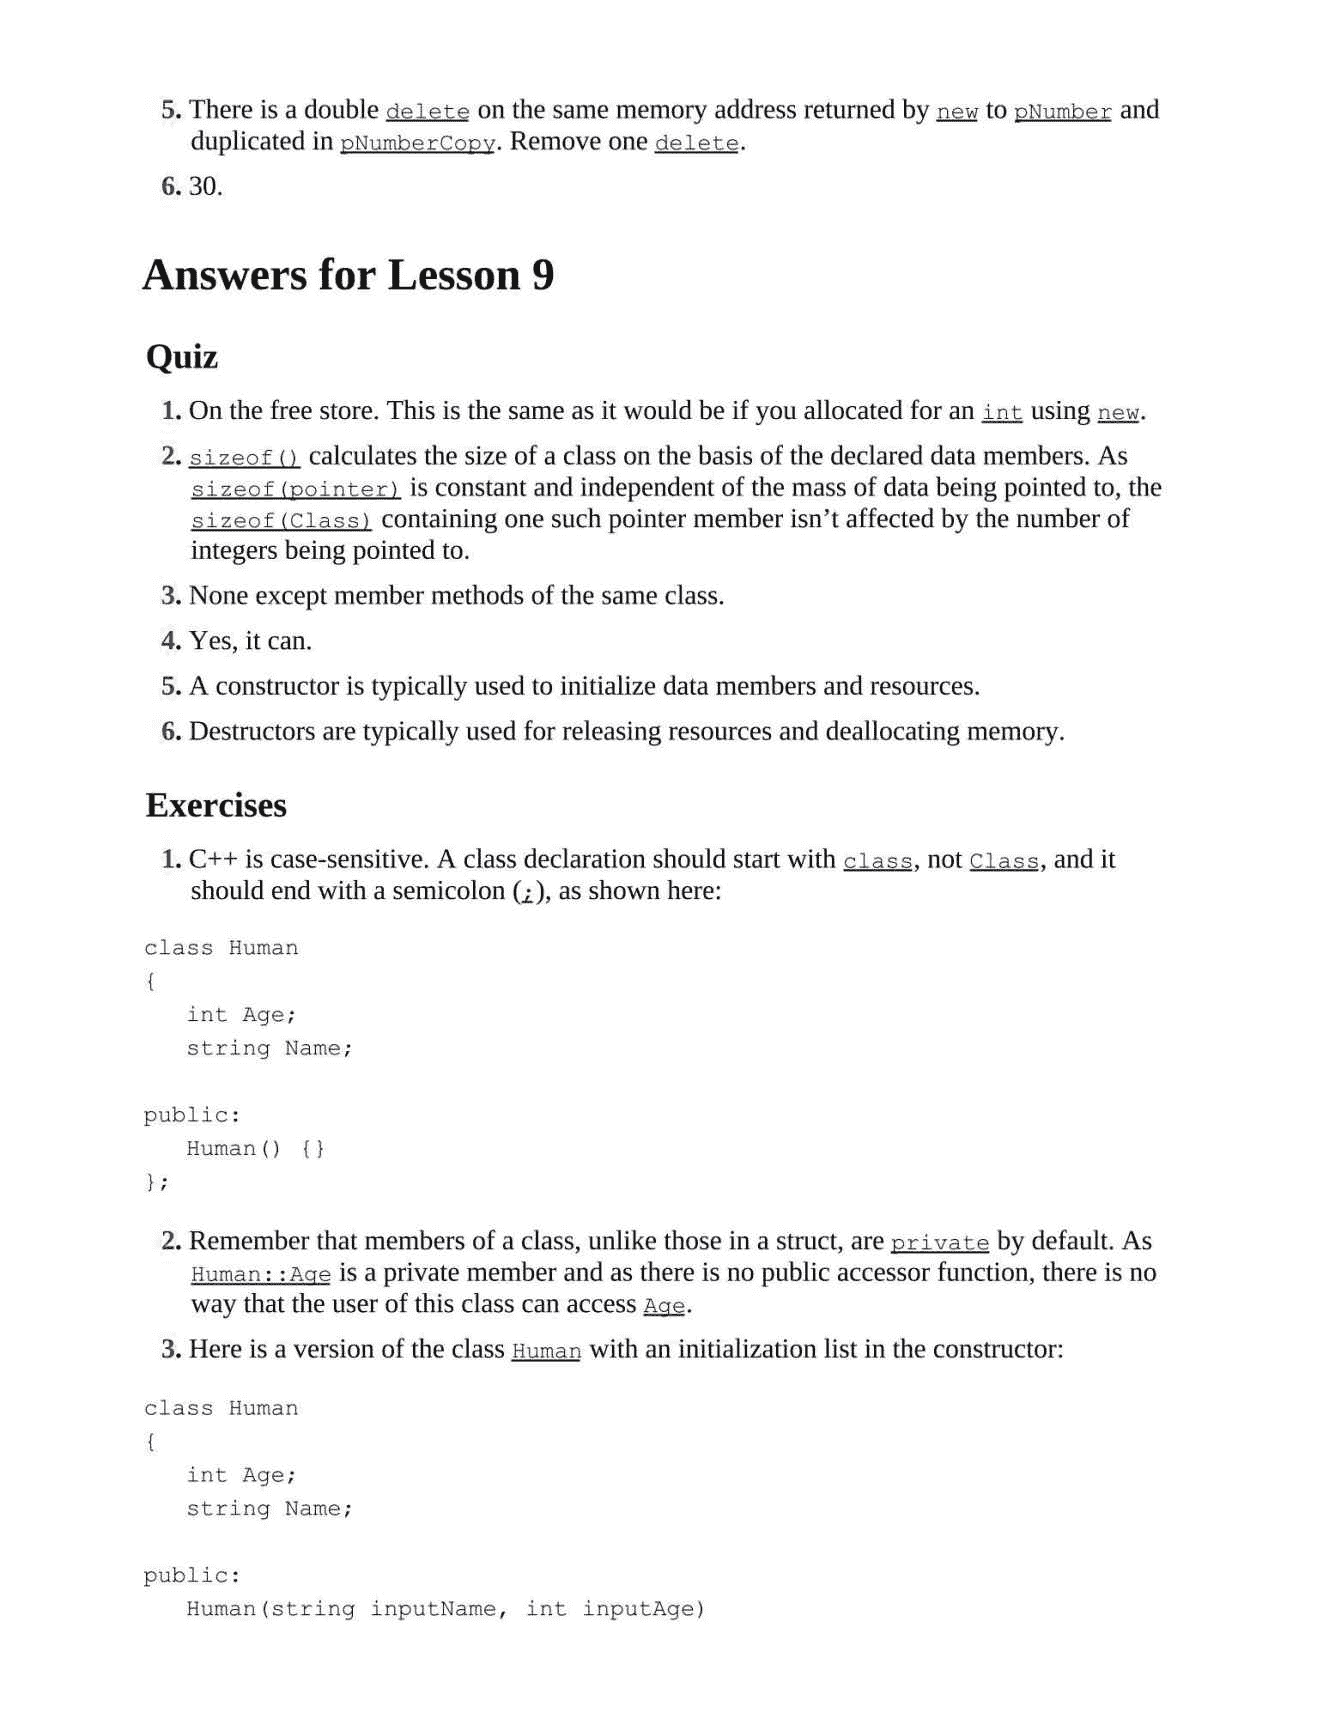 5. There is a double delete on the same memory address returned by new to pNumber and
duplicated in pNumberCopy. Remove one delete.
6. 30.
Answers for Lesson 9
Quiz
1. On the free store. This is the same as it would be if you allocated for an int using new.
2. sizeof() calculates the size of a class on the basis of the declared data members. As
sizeof(pointer) is constant and independent of the mass of data being pointed to, the
sizeof(Class) containing one such pointer member isn’t affected by the number of
integers being pointed to.
3. None except member methods of the same class.
4. Yes, it can.
5. A constructor is typically used to initialize data members and resources.
6. Destructors are typically used for releasing resources and deallocating memory.
Exercises
1. C++ is case-sensitive. A class declaration should start with class, not Class, and it
should end with a semicolon (;), as shown here:
class Human
{
   int Age;
   string Name;

public:
   Human() {}
};
2. Remember that members of a class, unlike those in a struct, are private by default. As
Human::Age is a private member and as there is no public accessor function, there is no
way that the user of this class can access Age.
3. Here is a version of the class Human with an initialization list in the constructor:
class Human
{
   int Age;
   string Name;

public:
   Human(string inputName, int inputAge)